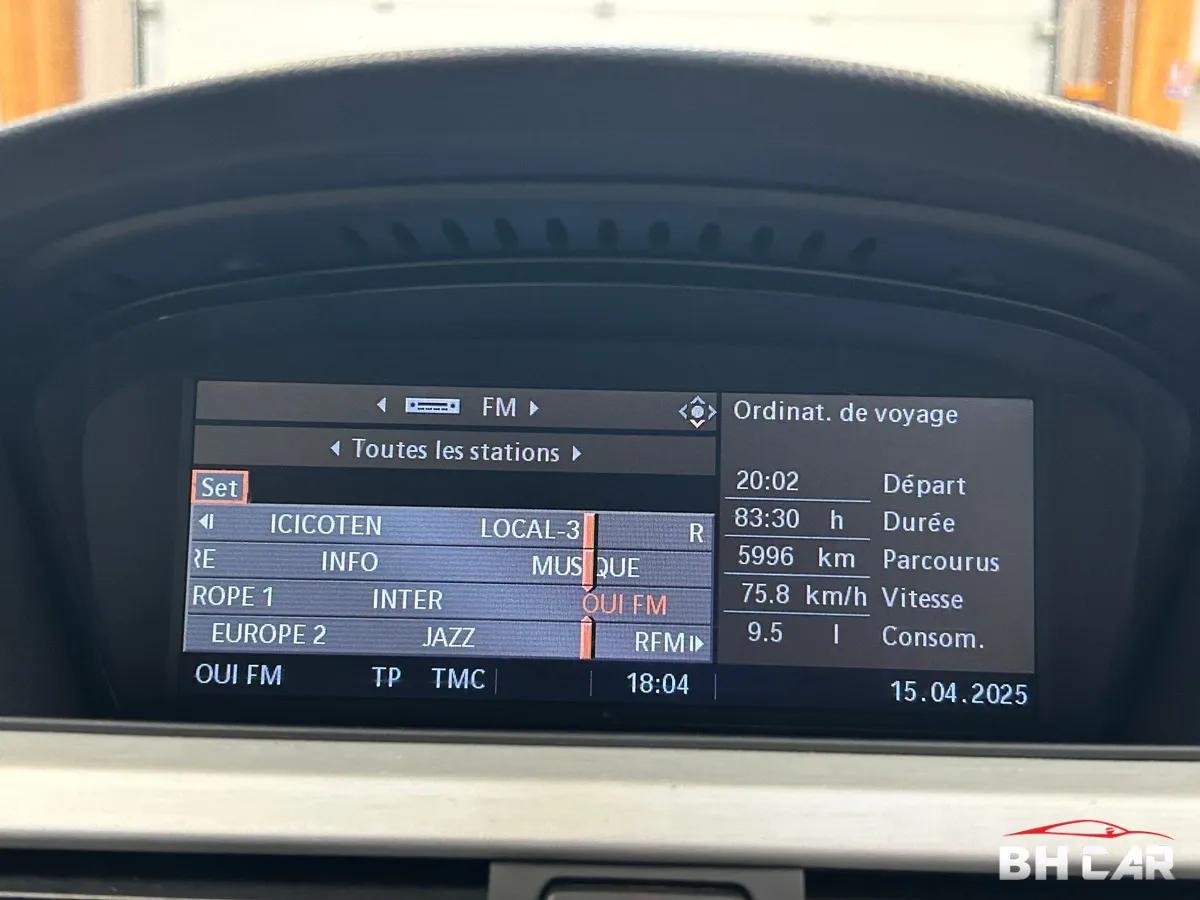 FM
Toutes les stations
Set
ICICOTEN LOCAL-3 R
RE INFO MUSIQUE
ROPE 1 INTER OUI FM
EUROPE 2 JAZZ RFM
OUI FM TP TMC 18:04
Ordinat. de voyage
20:02 Départ
83:30 h Durée
5996 km Parcourus
75.8 km/h Vitesse
9.5 l Consom.
15.04.2025
BH CAR